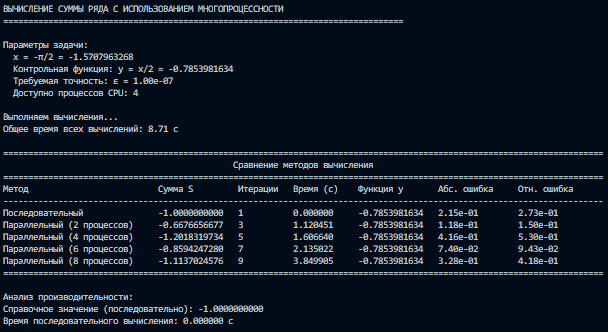 ВЫЧИСЛЕНИЕ СУММЫ РЯДА С ИСПОЛЬЗОВАНИЕМ МНОГОПРОЦЕССНОСТИ
================================================================================
Параметры задачи:
x = -π/2 = -1.5707963268
Контрольная функция: y = x/2 = -0.7853981634
Требуемая точность: ε = 1.00e-07
Доступно процессов CPU: 4
Выполняем вычисления...
Общее время всех вычислений: 8.71 с
========================================================================================================================
Сравнение методов вычисления
========================================================================================================================
Метод Сумма S Итерации Время (с) Функция y Абс. ошибка Отн. ошибка
------------------------------------------------------------------------------------------------------------------------
Последовательный -1.0000000000 1 0.000000 -0.7853981634 2.15e-01 2.73e-01
Параллельный (2 процессов) -0.6676656677 3 1.120451 -0.7853981634 1.18e-01 1.50e-01
Параллельный (4 процессов) -1.2018319734 5 1.606640 -0.7853981634 4.16e-01 5.30e-01
Параллельный (6 процессов) -0.8594247280 7 2.135022 -0.7853981634 7.40e-02 9.43e-02
Параллельный (8 процессов) -1.1137024576 9 3.849905 -0.7853981634 3.28e-01 4.18e-01
========================================================================================================================
Анализ производительности:
Справочное значение (последовательно): -1.0000000000
Время последовательного вычисления: 0.000000 с